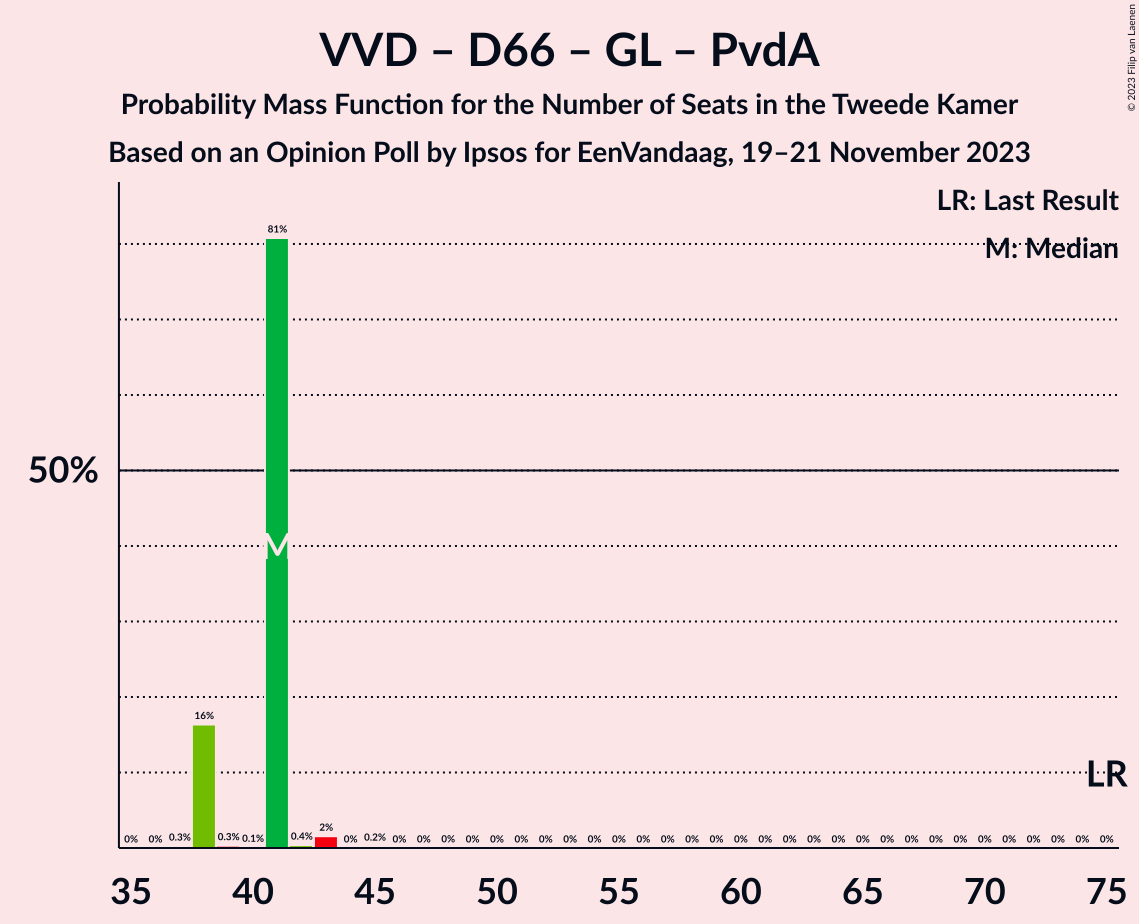 VVD – D66 – GL – PvdA
Probability Mass Function for the Number of Seats in the Tweede Kamer
Based on an Opinion Poll by Ipsos for EenVandaag, 19–21 November 2023
© 2023 Filip van Laenen
LR: Last Result
M: Median
81%
50%
M
16%
LR
0% 0% 0.3% 0.3% 0.1% 0.4% 2% 0% 0.2% 0% 0% 0% 0% 0% 0% 0% 0% 0% 0% 0% 0% 0% 0% 0% 0% 0% 0% 0% 0% 0% 0% 0% 0% 0% 0% 0% 0% 0% 0%
35 40 45 50 55 60 65 70 75